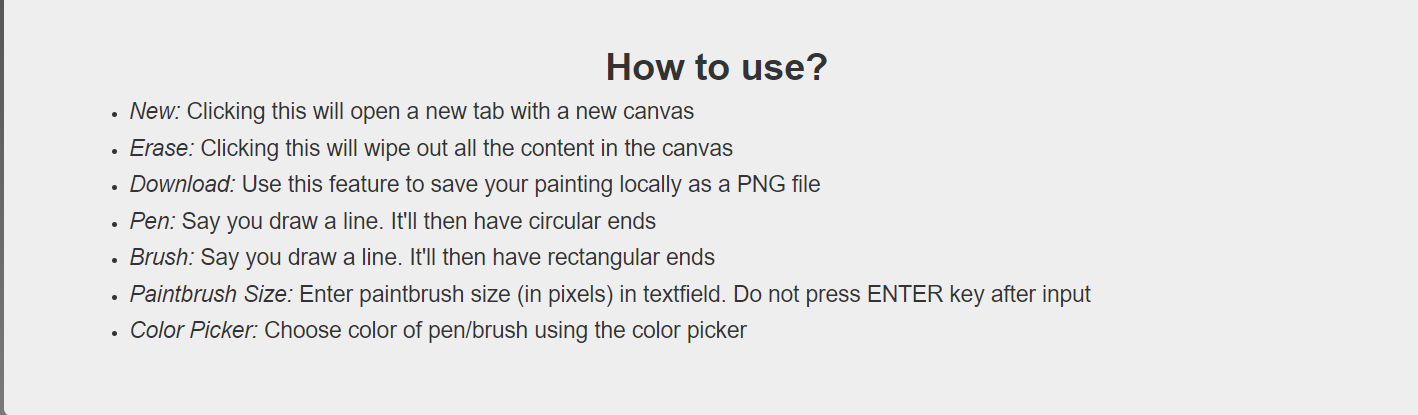 How to use?
• New: Clicking this will open a new tab with a new canvas
• Erase: Clicking this will wipe out all the content in the canvas
• Download: Use this feature to save your painting locally as a PNG file
• Pen: Say you draw a line. It'll then have circular ends
• Brush: Say you draw a line. It'll then have rectangular ends
• Paintbrush Size: Enter paintbrush size (in pixels) in textfield. Do not press ENTER key after input
• Color Picker: Choose color of pen/brush using the color picker